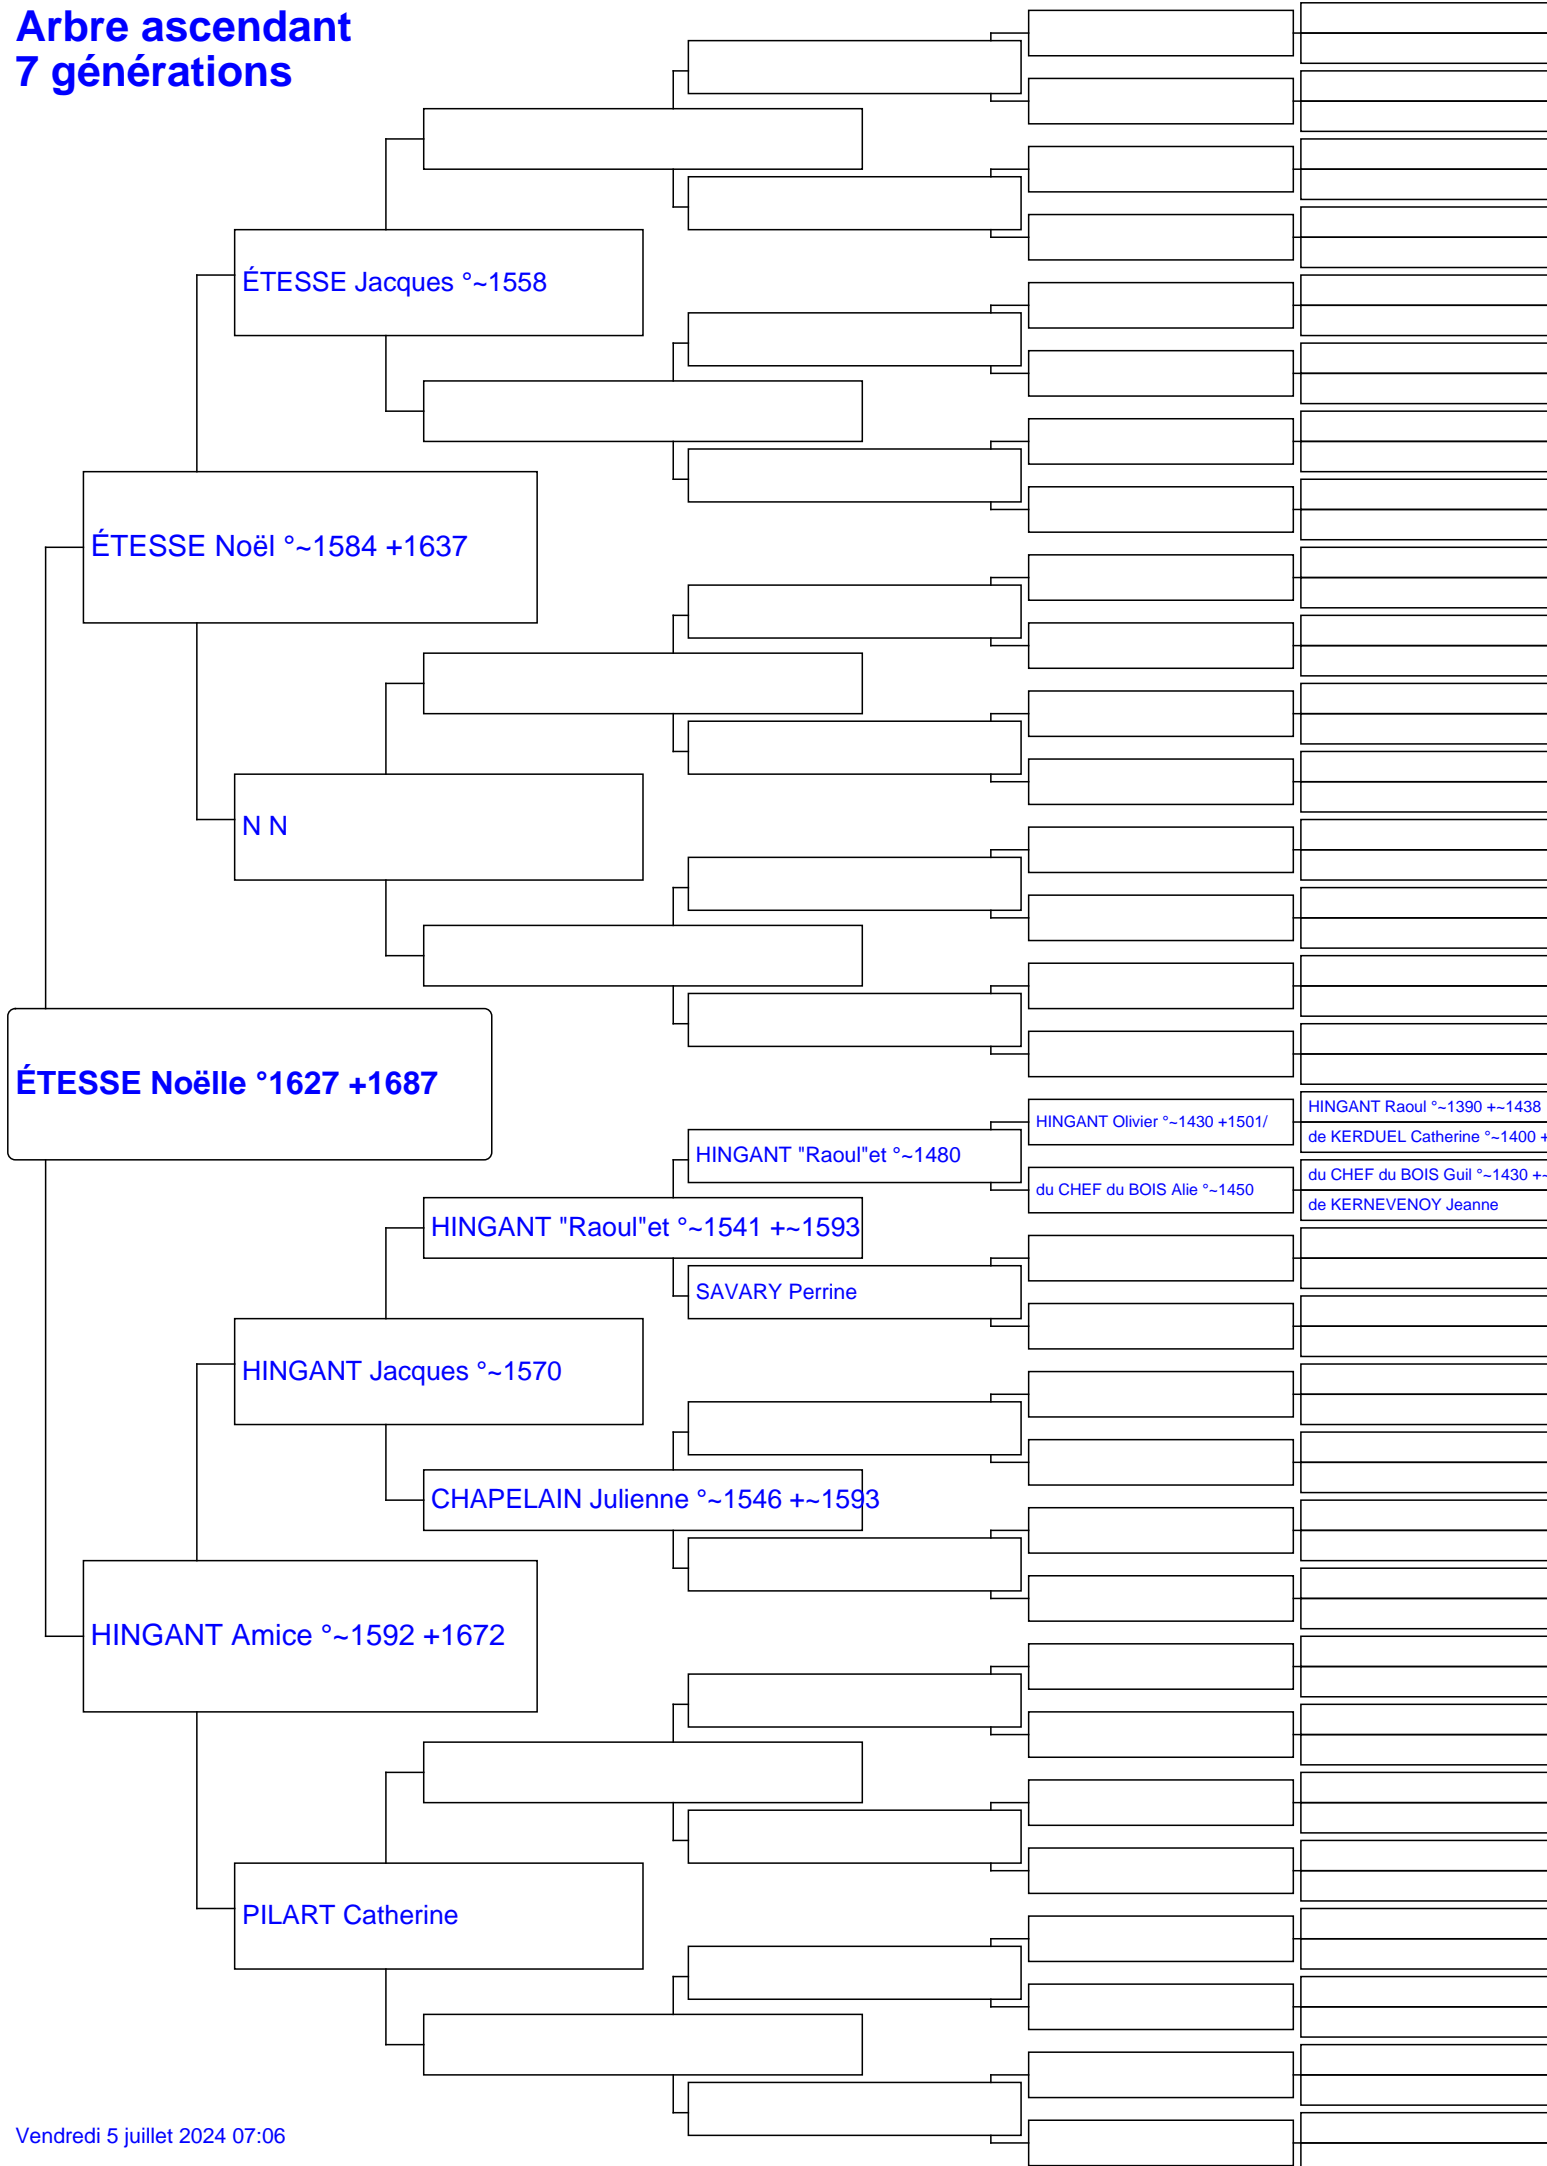 Arbre ascendant
7 générations
ÉTESSE Jacques °~1558
ÉTESSE Noël °~1584 +1637
N N
ÉTESSE Noëlle °1627 +1687
HINGANT Olivier °~1430 +1501/
HINGANT Raoul °~1390 +~1438
de KERDUEL Catherine °~1400 +
HINGANT "Raoul"et °~1480
du CHEF du BOIS Alie °~1450
du CHEF du BOIS Guil °~1430 +~
de KERNEVENOY Jeanne
HINGANT "Raoul"et °~1541 +~1593
SAVARY Perrine
HINGANT Jacques °~1570
CHAPELAIN Julienne °~1546 +~1593
HINGANT Amice °~1592 +1672
PILART Catherine
Vendredi 5 juillet 2024 07:06